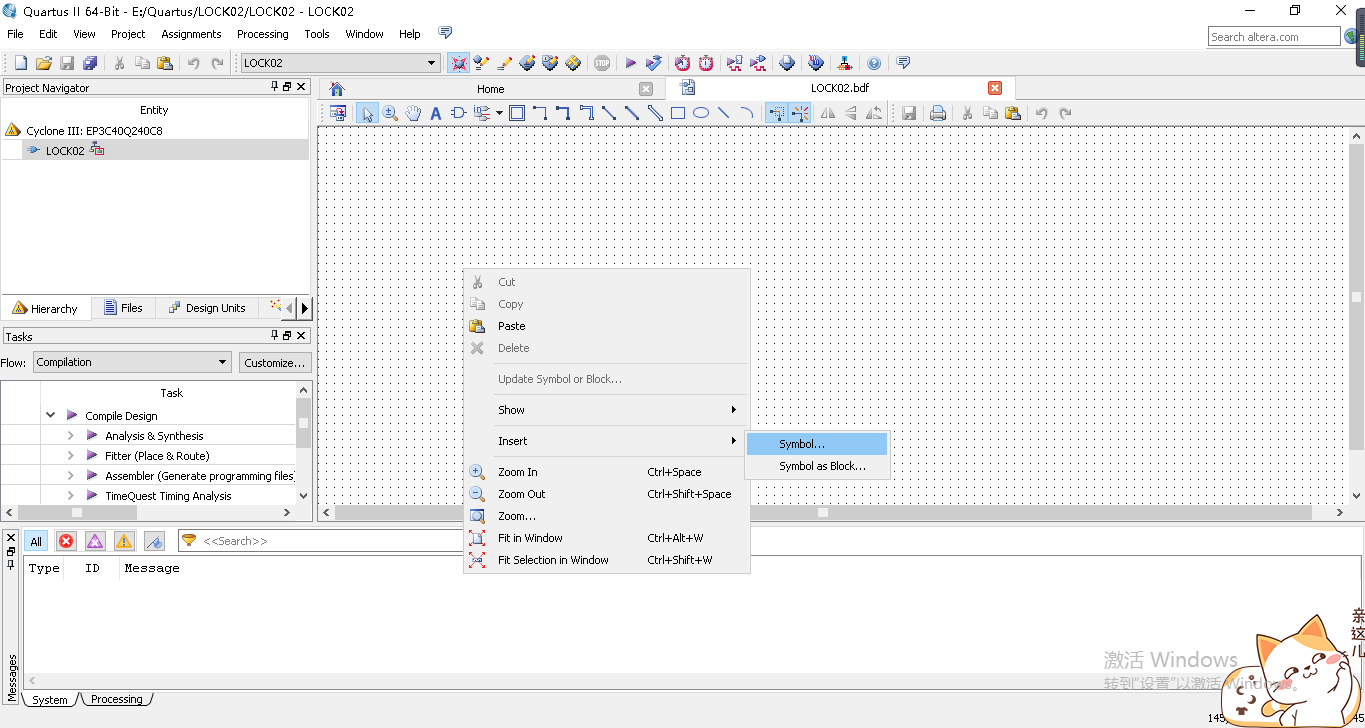 Quartus II 64-Bit - E:/Quartus/LOCK02/LOCK02 - LOCK02
File Edit View Project Assignments Processing Tools Window Help
Search altera.com
LOCK02
Project Navigator
Home
LOCK02.bdf
Entity
Cyclone III: EP3C40Q240C8
LOCK02
Hierarchy Files Design Units
Tasks
Flow: Compilation Customize...
Task
Compile Design
Analysis & Synthesis
Fitter (Place & Route)
Assembler (Generate programming files)
TimeQuest Timing Analysis
Cut
Copy
Paste
Delete
Update Symbol or Block...
Show
Insert
Symbol...
Symbol as Block...
Zoom In Ctrl+Space
Zoom Out Ctrl+Shift+Space
Zoom...
Fit in Window Ctrl+Alt+W
Fit Selection in Window Ctrl+Shift+W
All <<Search>>
Type ID Message
Messages
System Processing
激活 Windows
转到"设置"以激活 Windows。
亲
这
儿